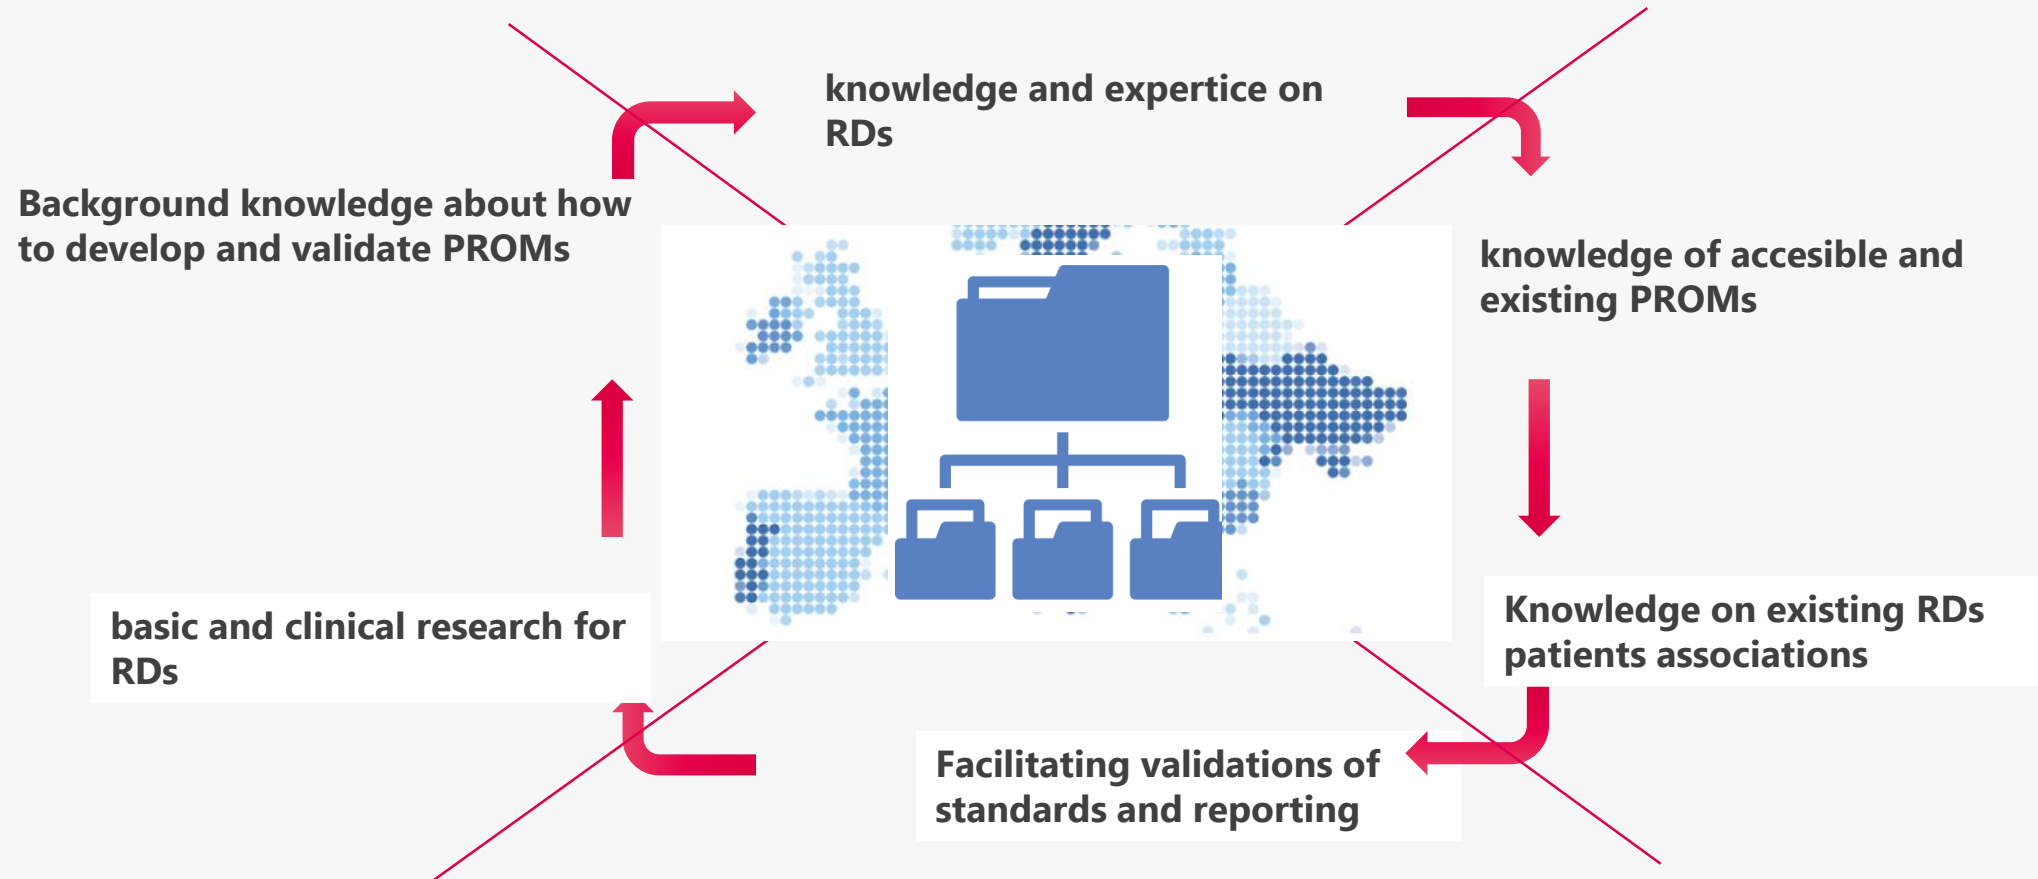 knowledge and expertice on
RDs
Background knowledge about how
to develop and validate PROMs
knowledge of accesible and
existing PROMs
basic and clinical research for
RDs
Knowledge on existing RDs
patients associations
Facilitating validations of
standards and reporting